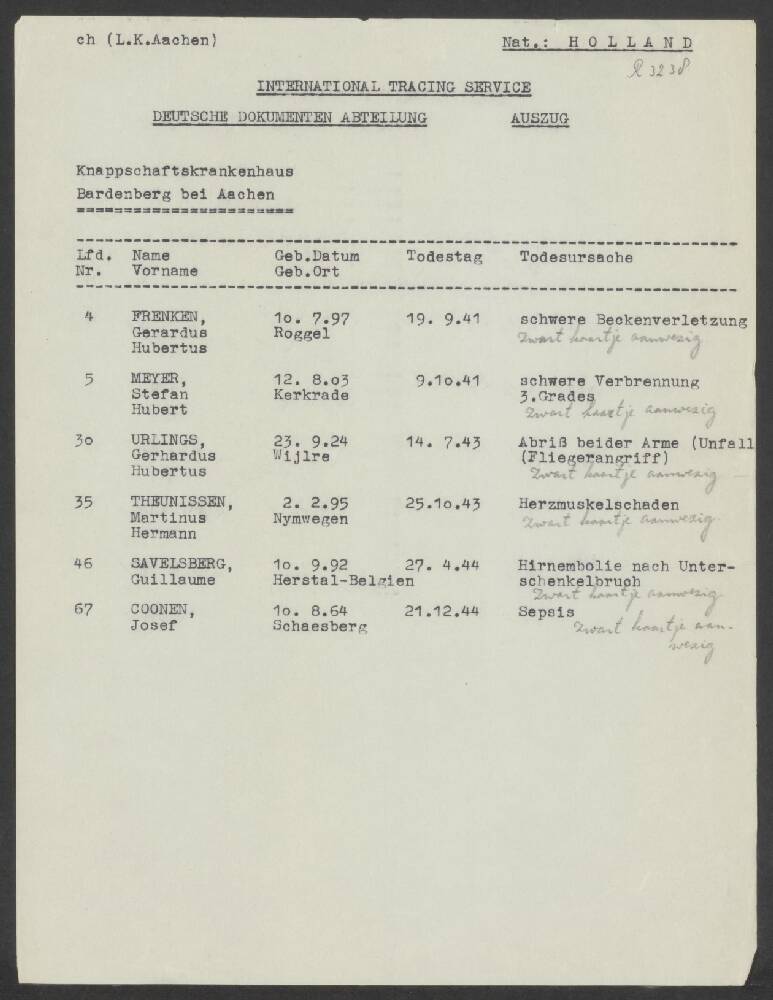 ch (L.K.Aachen) Nat.: H O L L A N D
R 3238
INTERNATIONAL TRACING SERVICE
DEUTSCHE DOKUMENTEN ABTEILUNG AUSZUG
Knappschaftskrankenhaus
Bardenberg bei Aachen
=======================
Lfd. Name Geb.Datum Todestag Todesursache
Nr. Vorname Geb.Ort
4 FRENKEN, 1o. 7.97 19. 9.41 schwere Beckenverletzung
Gerardus Roggel zwart kaartje aanwezig
Hubertus
5 MEYER, 12. 8.o3 9.1o.41 schwere Verbrennung
Stefan Kerkrade 3.Grades
Hubert zwart kaartje aanwezig
3o URLINGS, 23. 9.24 14. 7.43 Abriß beider Arme (Unfall
Gerhardus Wijlre (Fliegerangriff)
Hubertus zwart kaartje aanwezig
35 THEUNISSEN, 2. 2.95 25.1o.43 Herzmuskelschaden
Martinus Nymwegen zwart kaartje aanwezig
Hermann
46 SAVELSBERG, 1o. 9.92 27. 4.44 Hirnembolie nach Unter-
Guillaume Herstal-Belgien schenkelbruch
zwart kaartje aanwezig
67 COONEN, 1o. 8.64 21.12.44 Sepsis
Josef Schaesberg zwart kaartje aan-
wezig